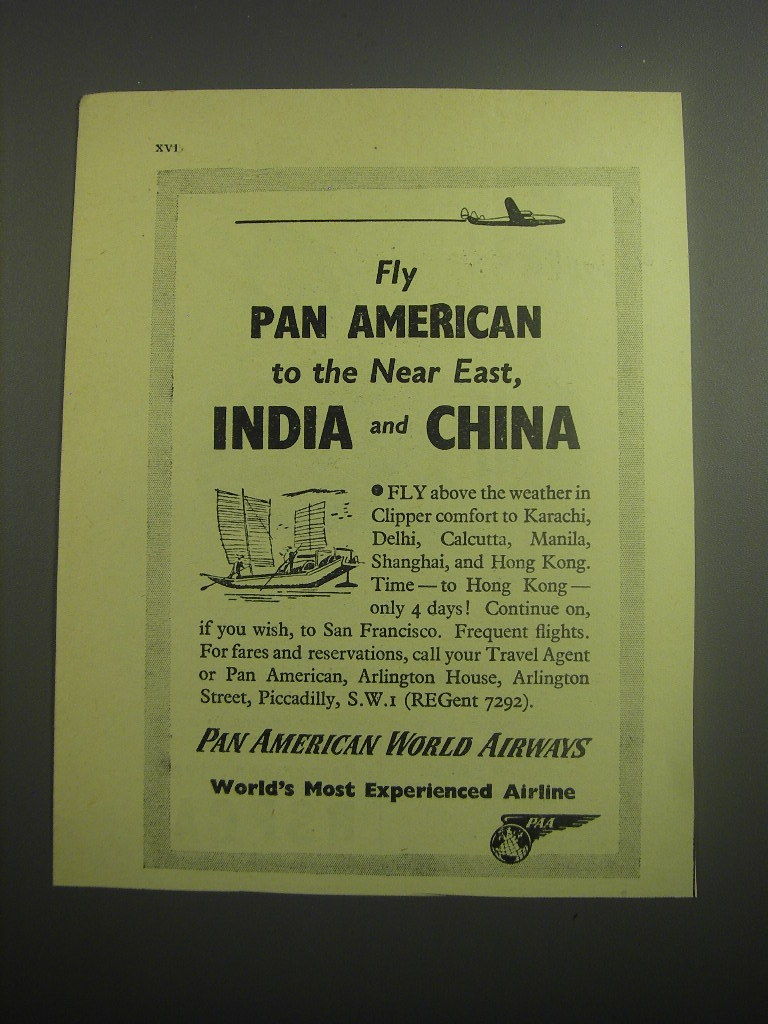 xvi
Fly
PAN AMERICAN
to the Near East,
INDIA and CHINA
● FLY above the weather in
Clipper comfort to Karachi,
Delhi, Calcutta, Manila,
Shanghai, and Hong Kong.
Time — to Hong Kong —
only 4 days! Continue on,
if you wish, to San Francisco. Frequent flights.
For fares and reservations, call your Travel Agent
or Pan American, Arlington House, Arlington
Street, Piccadilly, S.W.1 (REGent 7292).
PAN AMERICAN WORLD AIRWAYS
World's Most Experienced Airline
PAA